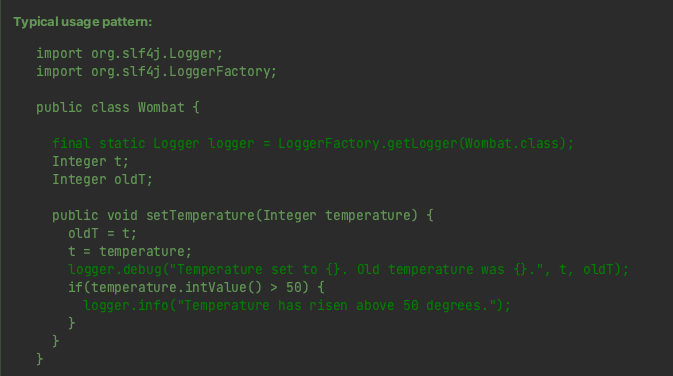 Typical usage pattern:
import org.slf4j.Logger;
import org.slf4j.LoggerFactory;
public class Wombat {
final static Logger logger = LoggerFactory.getLogger(Wombat.class);
Integer t;
Integer oldT;
public void setTemperature(Integer temperature) {
oldT = t;
t = temperature;
logger.debug("Temperature set to {}. Old temperature was {}.", t, oldT);
if(temperature.intValue() > 50) {
logger.info("Temperature has risen above 50 degrees.");
}
}
}